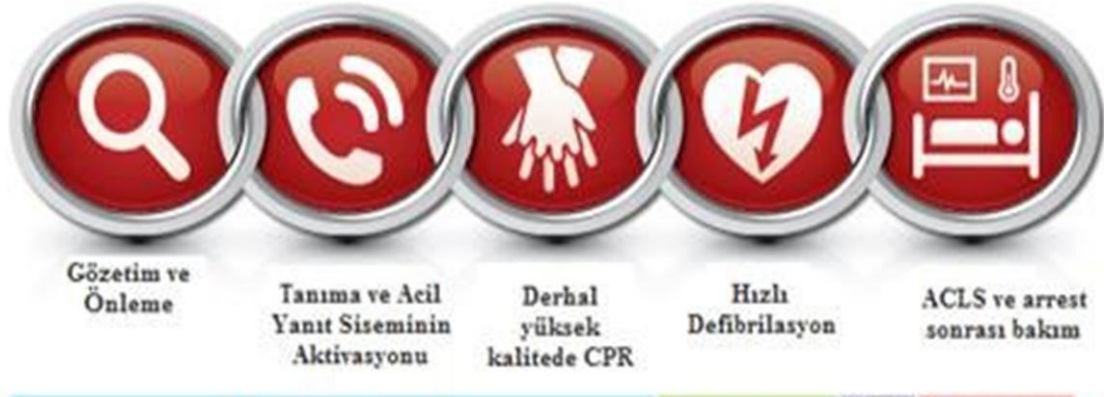 Gözetim ve
Önleme
Tanıma ve Acil
Yanıt Siseminin
Aktivasyonu
Derhal
yüksek
kalitede CPR
Hızlı
Defibrilasyon
ACLS ve arrest
sonrası bakım